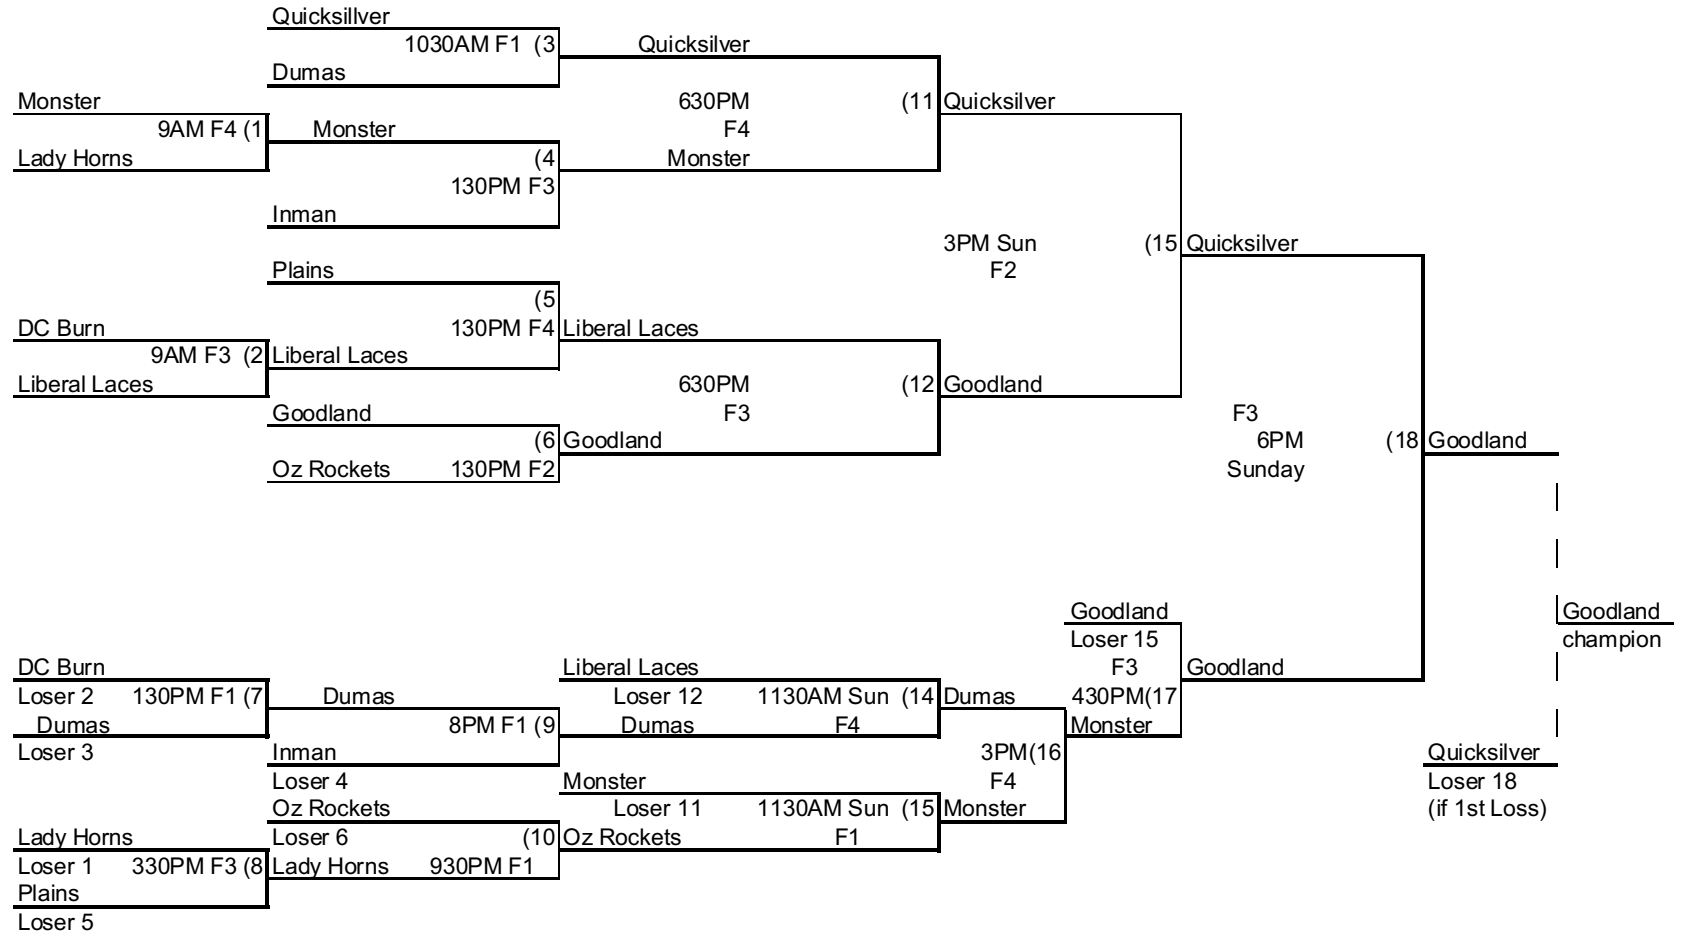 Quicksillver
1030AM F1 (3 Quicksilver
Dumas
Monster 630PM (11 Quicksilver
9AM F4 (1 Monster F4
Lady Horns (4 Monster
130PM F3
Inman
3PM Sun (15 Quicksilver
Plains F2
(5
DC Burn 130PM F4 Liberal Laces
9AM F3 (2 Liberal Laces
Liberal Laces 630PM (12 Goodland
Goodland F3 F3
(6 Goodland 6PM (18 Goodland
Oz Rockets 130PM F2 Sunday
Goodland Goodland
Loser 15 champion
DC Burn Liberal Laces F3 Goodland
Loser 2 130PM F1 (7 Dumas Loser 12 1130AM Sun (14 Dumas 430PM(17
Dumas 8PM F1 (9 Dumas F4 Monster
Loser 3 Inman 3PM(16 Quicksilver
Loser 4 Monster F4 Loser 18
Oz Rockets Loser 11 1130AM Sun (15 Monster (if 1st Loss)
Lady Horns Loser 6 (10 Oz Rockets F1
Loser 1 330PM F3 (8 Lady Horns 930PM F1
Plains
Loser 5